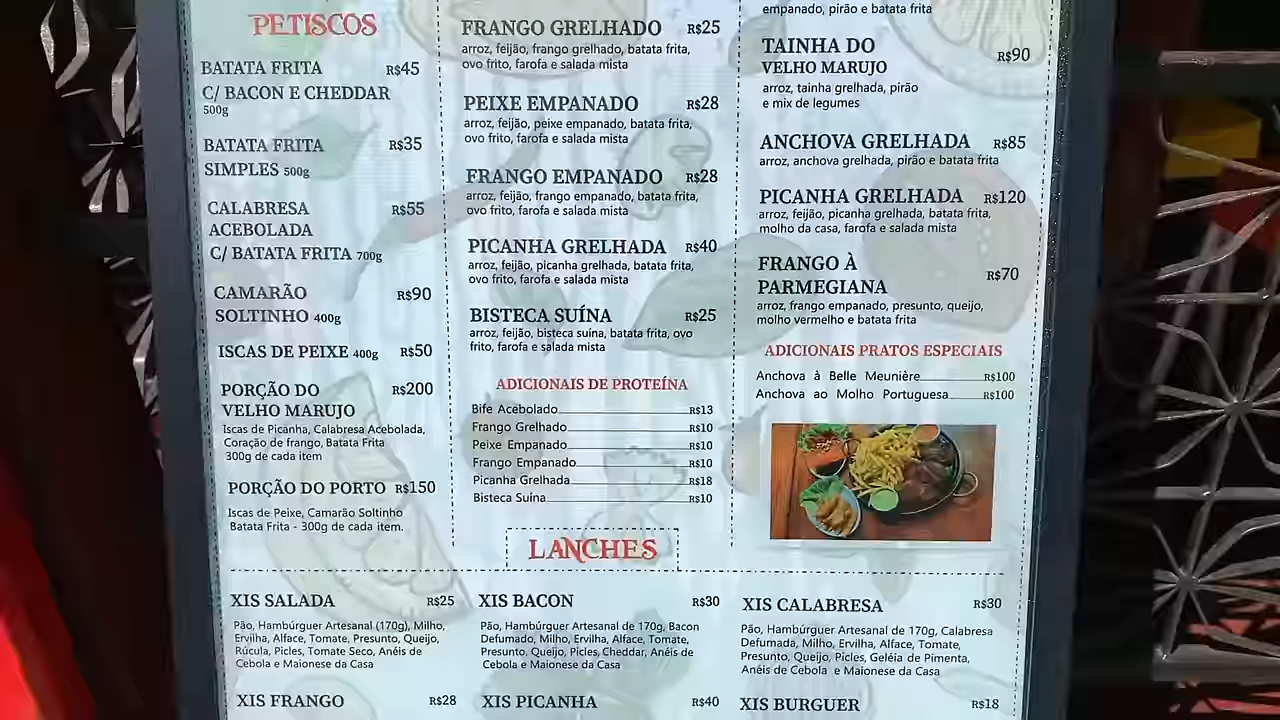 PETISCOS
BATATA FRITA R$45
C/ BACON E CHEDDAR
500g
BATATA FRITA R$35
SIMPLES 500g
CALABRESA R$55
ACEBOLADA
C/ BATATA FRITA 700g
CAMARÃO R$90
SOLTINHO 400g
ISCAS DE PEIXE 400g R$50
PORÇÃO DO R$200
VELHO MARUJO
Iscas de Picanha, Calabresa Acebolada,
Coração de frango, Batata Frita
300g de cada item
PORÇÃO DO PORTO R$150
Iscas de Peixe, Camarão Soltinho
Batata Frita - 300g de cada item.
FRANGO GRELHADO R$25
arroz, feijão, frango grelhado, batata frita,
ovo frito, farofa e salada mista
PEIXE EMPANADO R$28
arroz, feijão, peixe empanado, batata frita,
ovo frito, farofa e salada mista
FRANGO EMPANADO R$28
arroz, feijão, frango empanado, batata frita,
ovo frito, farofa e salada mista
PICANHA GRELHADA R$40
arroz, feijão, picanha grelhada, batata frita,
ovo frito, farofa e salada mista
BISTECA SUÍNA R$25
arroz, feijão, bisteca suína, batata frita, ovo
frito, farofa e salada mista
ADICIONAIS DE PROTEÍNA
Bife Acebolado R$13
Frango Grelhado R$10
Peixe Empanado R$10
Frango Empanado R$10
Picanha Grelhada R$18
Bisteca Suína R$10
empanado, pirão e batata frita
TAINHA DO R$90
VELHO MARUJO
arroz, tainha grelhada, pirão
e mix de legumes
ANCHOVA GRELHADA R$85
arroz, anchova grelhada, pirão e batata frita
PICANHA GRELHADA R$120
arroz, feijão, picanha grelhada, batata frita,
molho da casa, farofa e salada mista
FRANGO À R$70
PARMEGIANA
arroz, frango empanado, presunto, queijo,
molho vermelho e batata frita
ADICIONAIS PRATOS ESPECIAIS
Anchova à Belle Meunière R$100
Anchova ao Molho Portuguesa R$100
LANCHES
XIS SALADA R$25
Pão, Hambúrguer Artesanal (170g), Milho,
Ervilha, Alface, Tomate, Presunto, Queijo,
Rúcula, Picles, Tomate Seco, Anéis de
Cebola e Maionese da Casa
XIS FRANGO R$28
XIS BACON R$30
Pão, Hambúrguer Artesanal de 170g, Bacon
Defumado, Milho, Ervilha, Alface, Tomate,
Presunto, Queijo, Picles, Cheddar, Anéis de
Cebola e Maionese da Casa
XIS PICANHA R$40
XIS CALABRESA R$30
Pão, Hambúrguer Artesanal de 170g, Calabresa
Defumada, Milho, Ervilha, Alface, Tomate,
Presunto, Queijo, Picles, Geléia de Pimenta,
Anéis de Cebola e Maionese da Casa
XIS BURGUER R$18